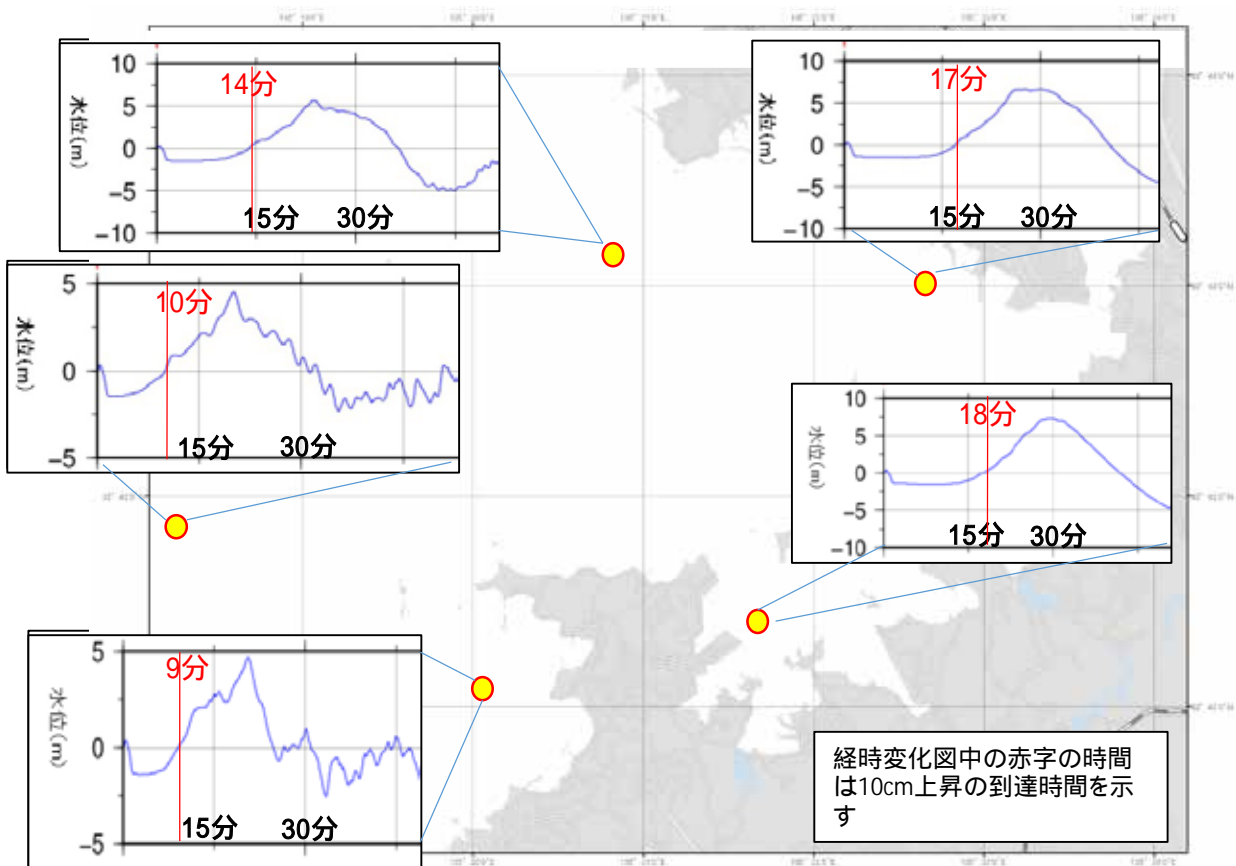 10
5
0
-5
-10
水位(m)
14分
15分 30分
10
5
0
-5
-10
水位(m)
17分
15分 30分
5
0
-5
水位(m)
10分
15分 30分
10
5
0
-5
-10
水位(m)
18分
15分 30分
5
0
-5
水位(m)
9分
15分 30分
経時変化図中の赤字の時間
は10cm上昇の到達時間を示
す